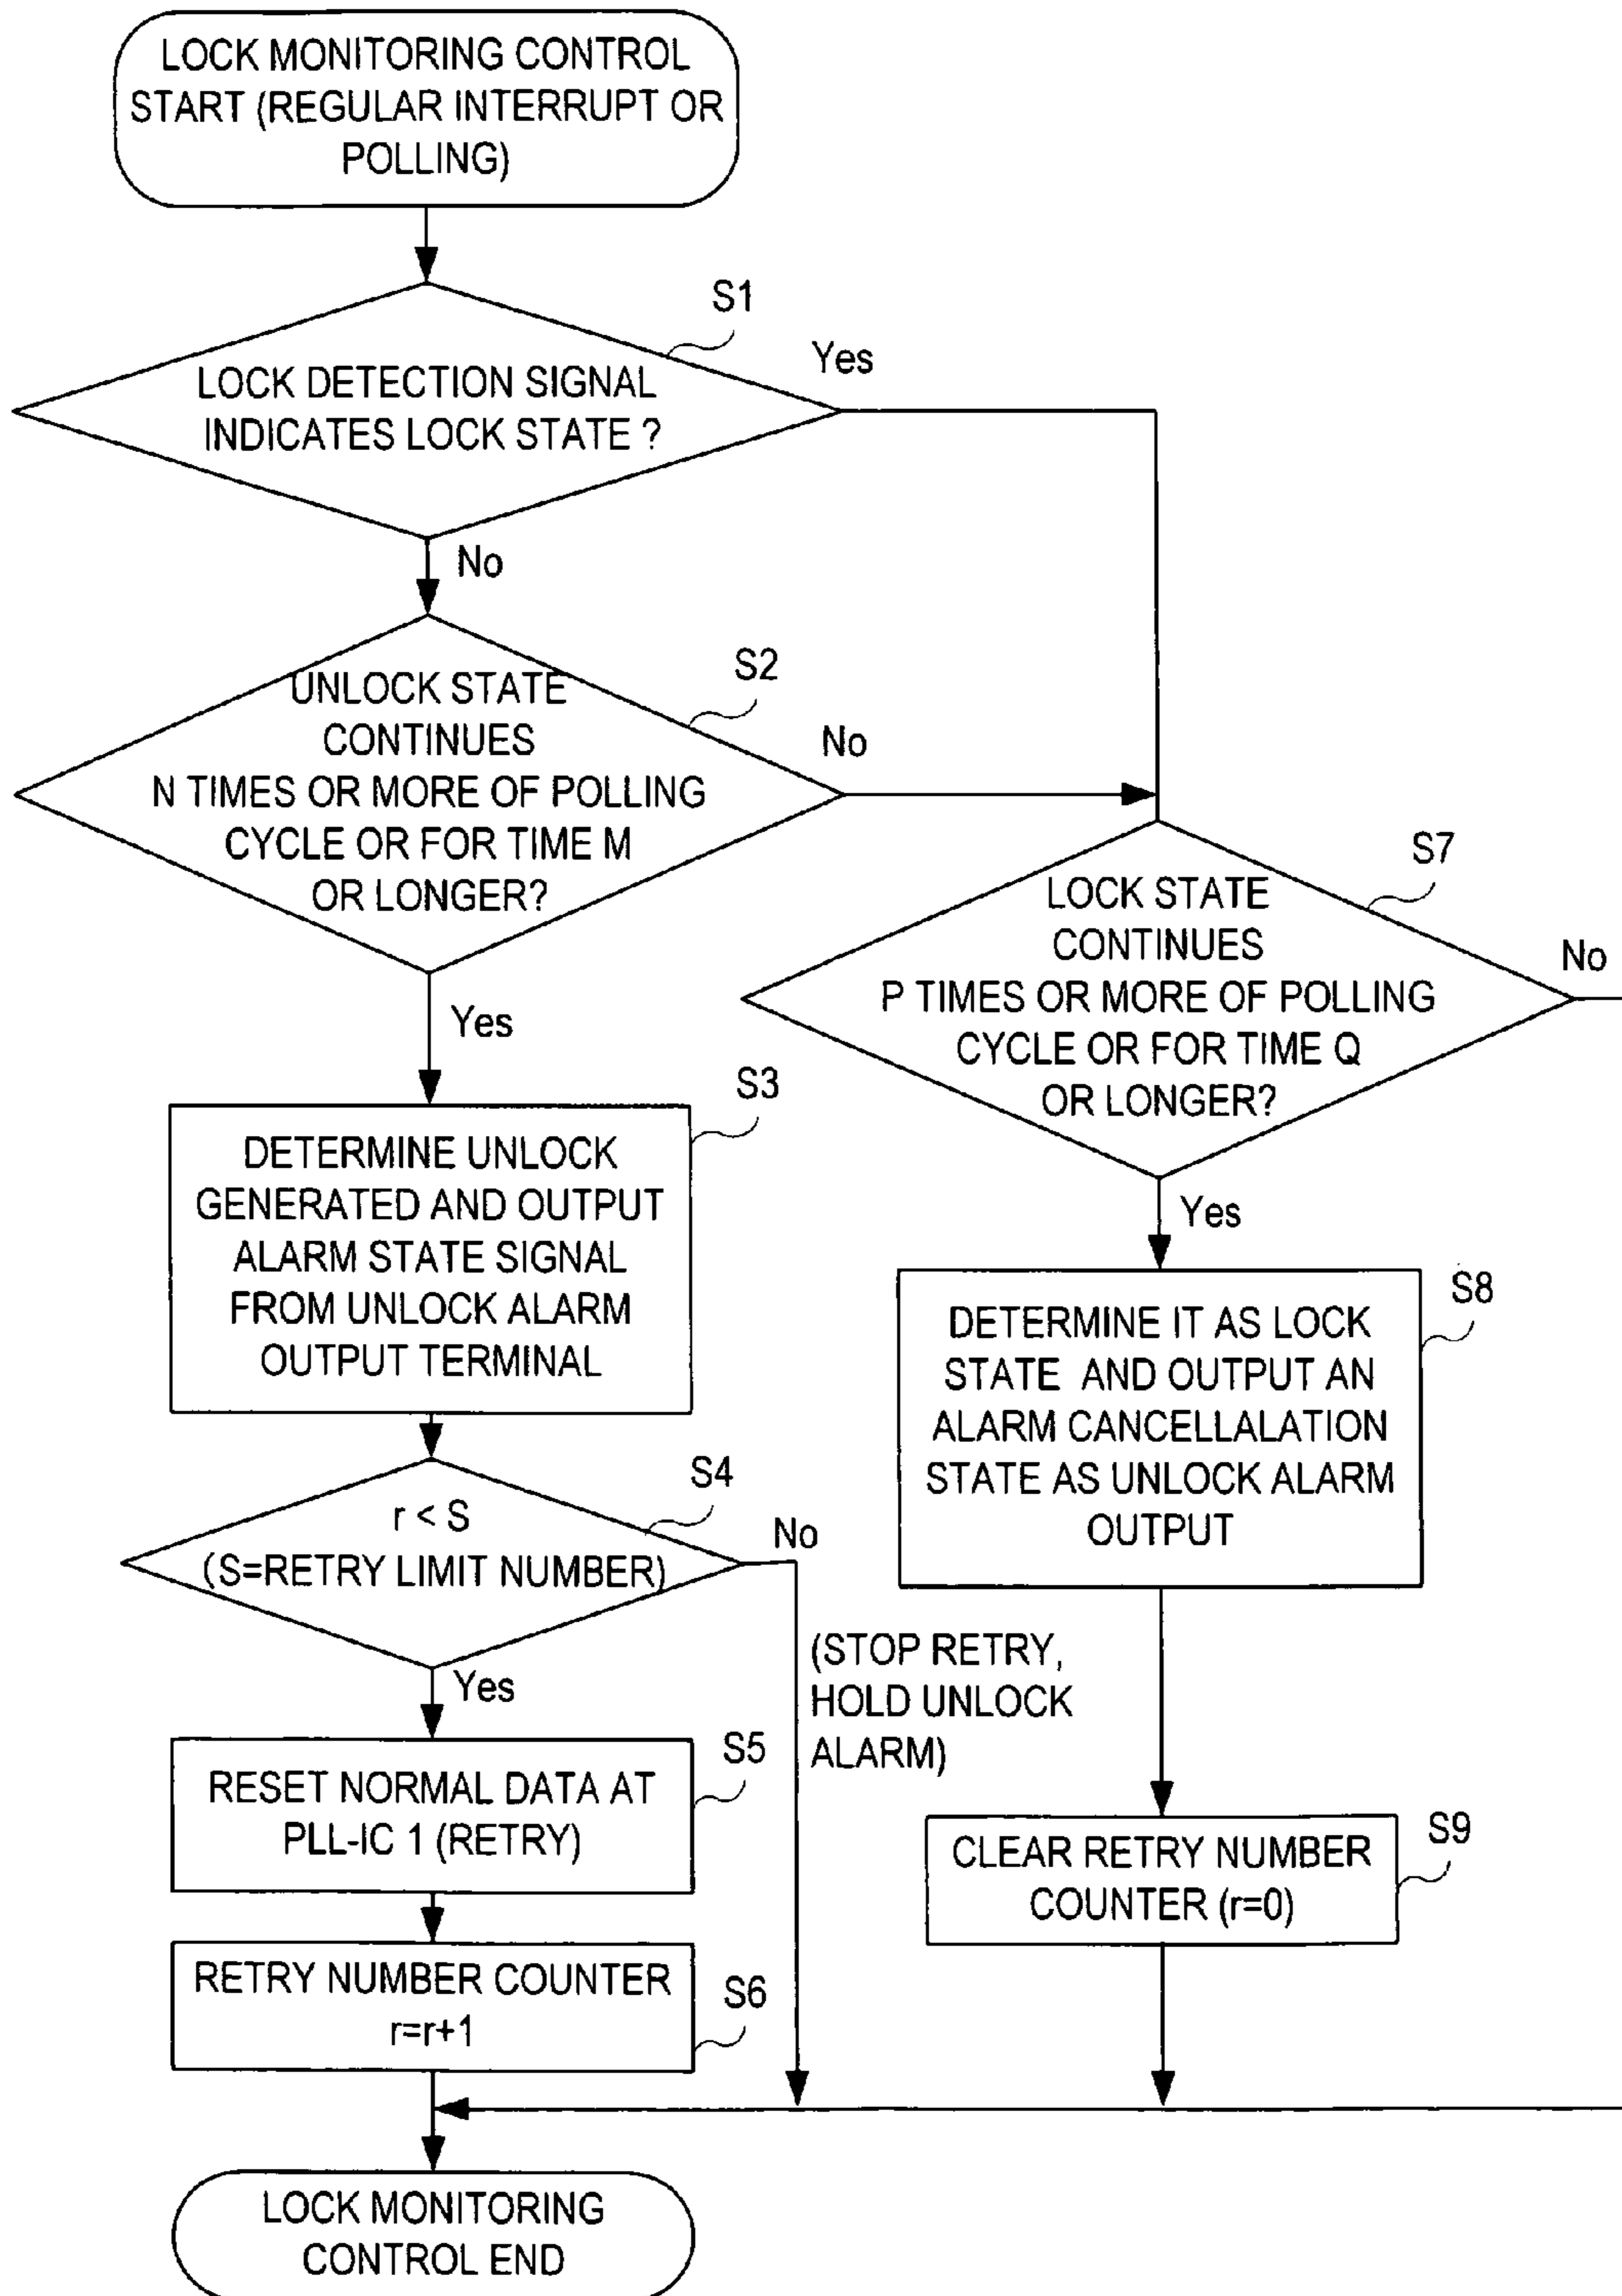 LOCK MONITORING CONTROL
START (REGULAR INTERRUPT OR
POLLING)
S1
LOCK DETECTION SIGNAL
INDICATES LOCK STATE ?
Yes
No
S2
UNLOCK STATE
CONTINUES
N TIMES OR MORE OF POLLING
CYCLE OR FOR TIME M
OR LONGER?
No
Yes
S7
LOCK STATE
CONTINUES
P TIMES OR MORE OF POLLING
CYCLE OR FOR TIME Q
OR LONGER?
No
Yes
S3
DETERMINE UNLOCK
GENERATED AND OUTPUT
ALARM STATE SIGNAL
FROM UNLOCK ALARM
OUTPUT TERMINAL
S8
DETERMINE IT AS LOCK
STATE AND OUTPUT AN
ALARM CANCELLALATION
STATE AS UNLOCK ALARM
OUTPUT
S4
r < S
(S=RETRY LIMIT NUMBER)
No
Yes
(STOP RETRY,
HOLD UNLOCK
ALARM)
S5
RESET NORMAL DATA AT
PLL-IC 1 (RETRY)
S9
CLEAR RETRY NUMBER
COUNTER (r=0)
S6
RETRY NUMBER COUNTER
r=r+1
LOCK MONITORING
CONTROL END